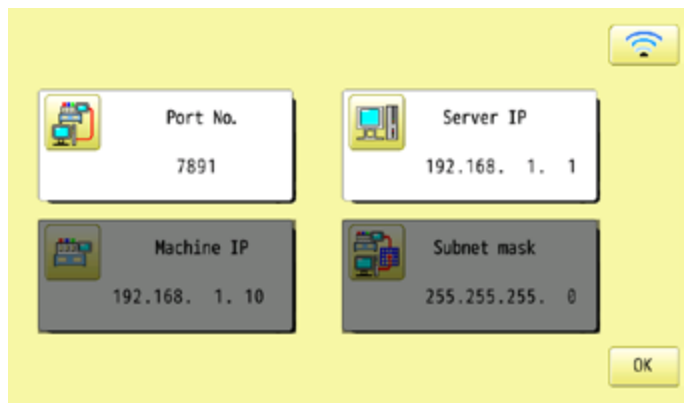 Port No.
7891
Server IP
192.168. 1. 1
Machine IP
192.168. 1. 10
Subnet mask
255.255.255. 0
OK